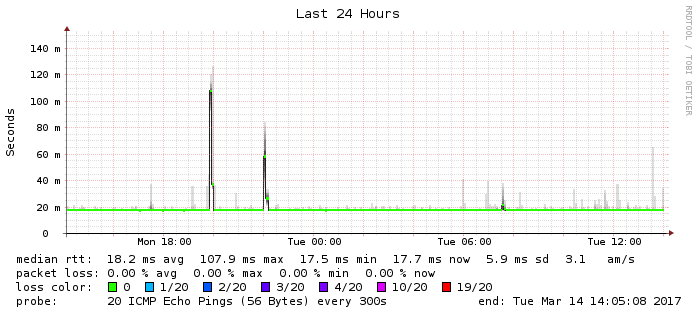 Last 24 Hours
RRDTOOL / TOBI OETIKER
Seconds
140 m
120 m
100 m
80 m
60 m
40 m
20 m
0
Mon 18:00 Tue 00:00 Tue 06:00 Tue 12:00
median rtt: 18.2 ms avg 107.9 ms max 17.5 ms min 17.7 ms now 5.9 ms sd 3.1 am/s
packet loss: 0.00 % avg 0.00 % max 0.00 % min 0.00 % now
loss color: 0 1/20 2/20 3/20 4/20 10/20 19/20
probe: 20 ICMP Echo Pings (56 Bytes) every 300s end: Tue Mar 14 14:05:08 2017